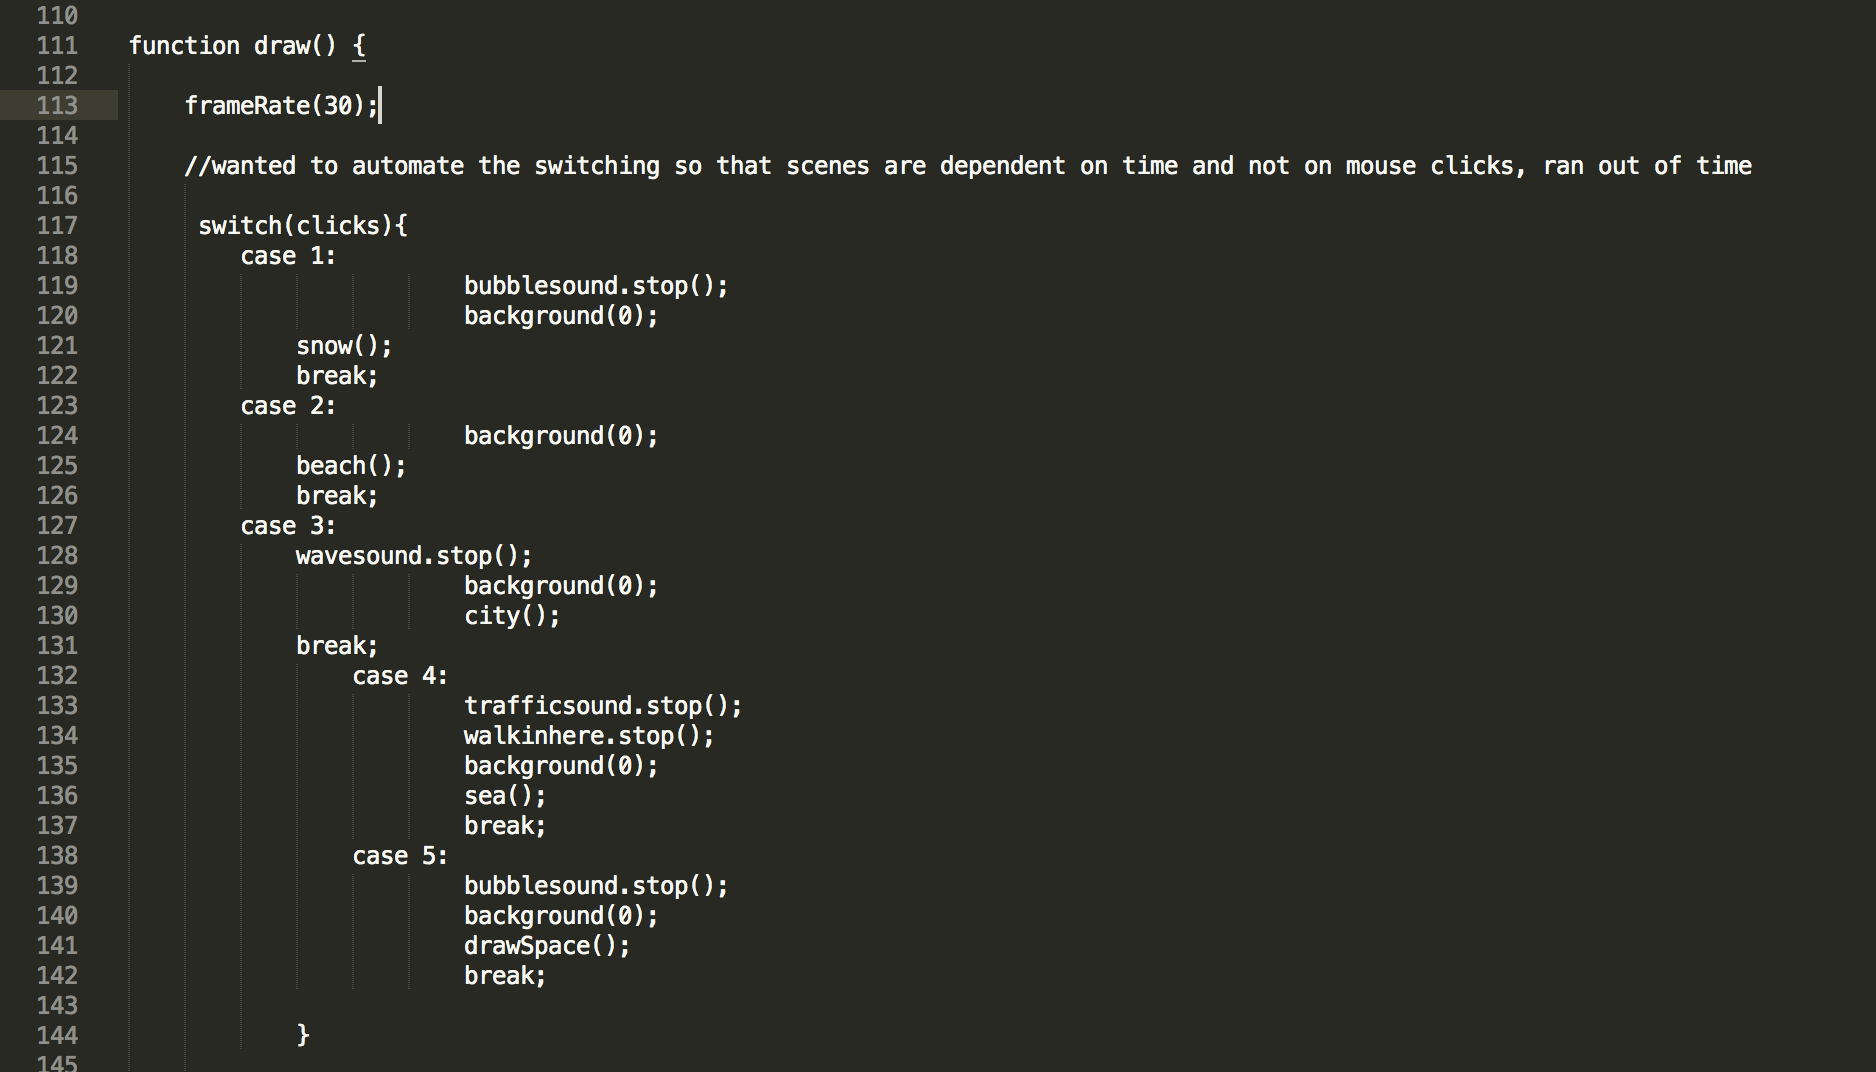 110
111 function draw() {
112
113 frameRate(30);
114
115 //wanted to automate the switching so that scenes are dependent on time and not on mouse clicks, ran out of time
116
117 switch(clicks){
118 case 1:
119 bubblesound.stop();
120 background(0);
121 snow();
122 break;
123 case 2:
124 background(0);
125 beach();
126 break;
127 case 3:
128 wavesound.stop();
129 background(0);
130 city();
131 break;
132 case 4:
133 trafficsound.stop();
134 walkinhere.stop();
135 background(0);
136 sea();
137 break;
138 case 5:
139 bubblesound.stop();
140 background(0);
141 drawSpace();
142 break;
143
144 }
145